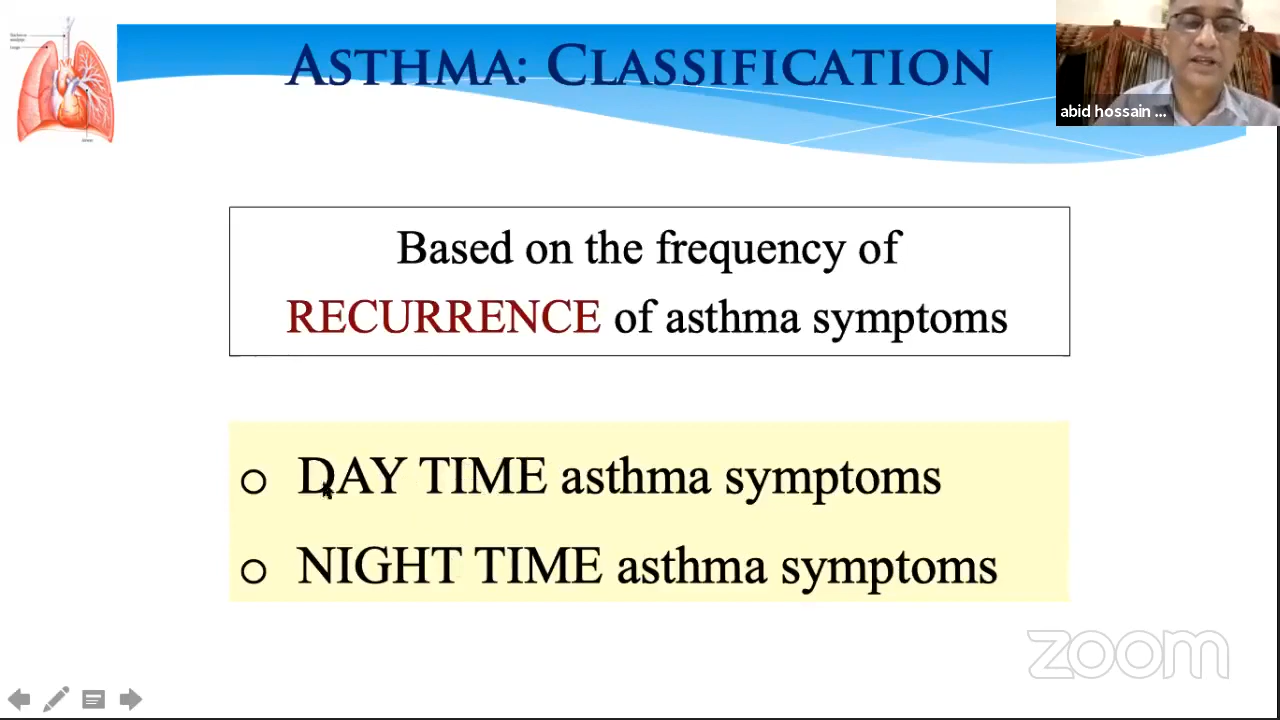 ASTHMA: CLASSIFICATION
abid hossain ...
Based on the frequency of
RECURRENCE of asthma symptoms
o DAY TIME asthma symptoms
o NIGHT TIME asthma symptoms
zoom